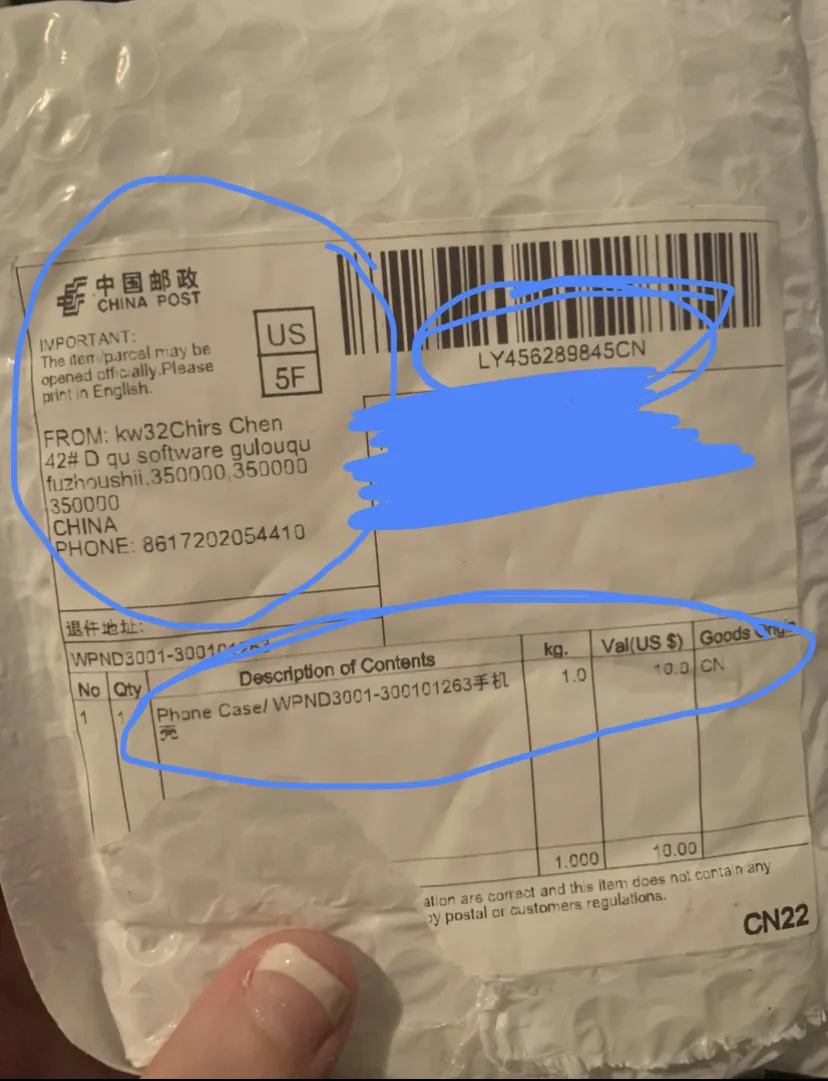 中国邮政
CHINA POST
IMPORTANT:
The item/parcel may be
opened officially.Please
print in English.
US
5F
LY456289845CN
FROM: kw32Chirs Chen
42# D qu software gulouqu
fuzhoushii,350000,350000
350000
CHINA
PHONE: 8617202054410
退件地址:
WPND3001-300101263
No Qty Description of Contents kg. Val(US $) Goods Origin
1 1 Phone Case/ WPND3001-300101263手机 1.0 10.0 CN
壳
1.000 10.00
ation are correct and this item does not contain any
by postal or customers regulations.
CN22